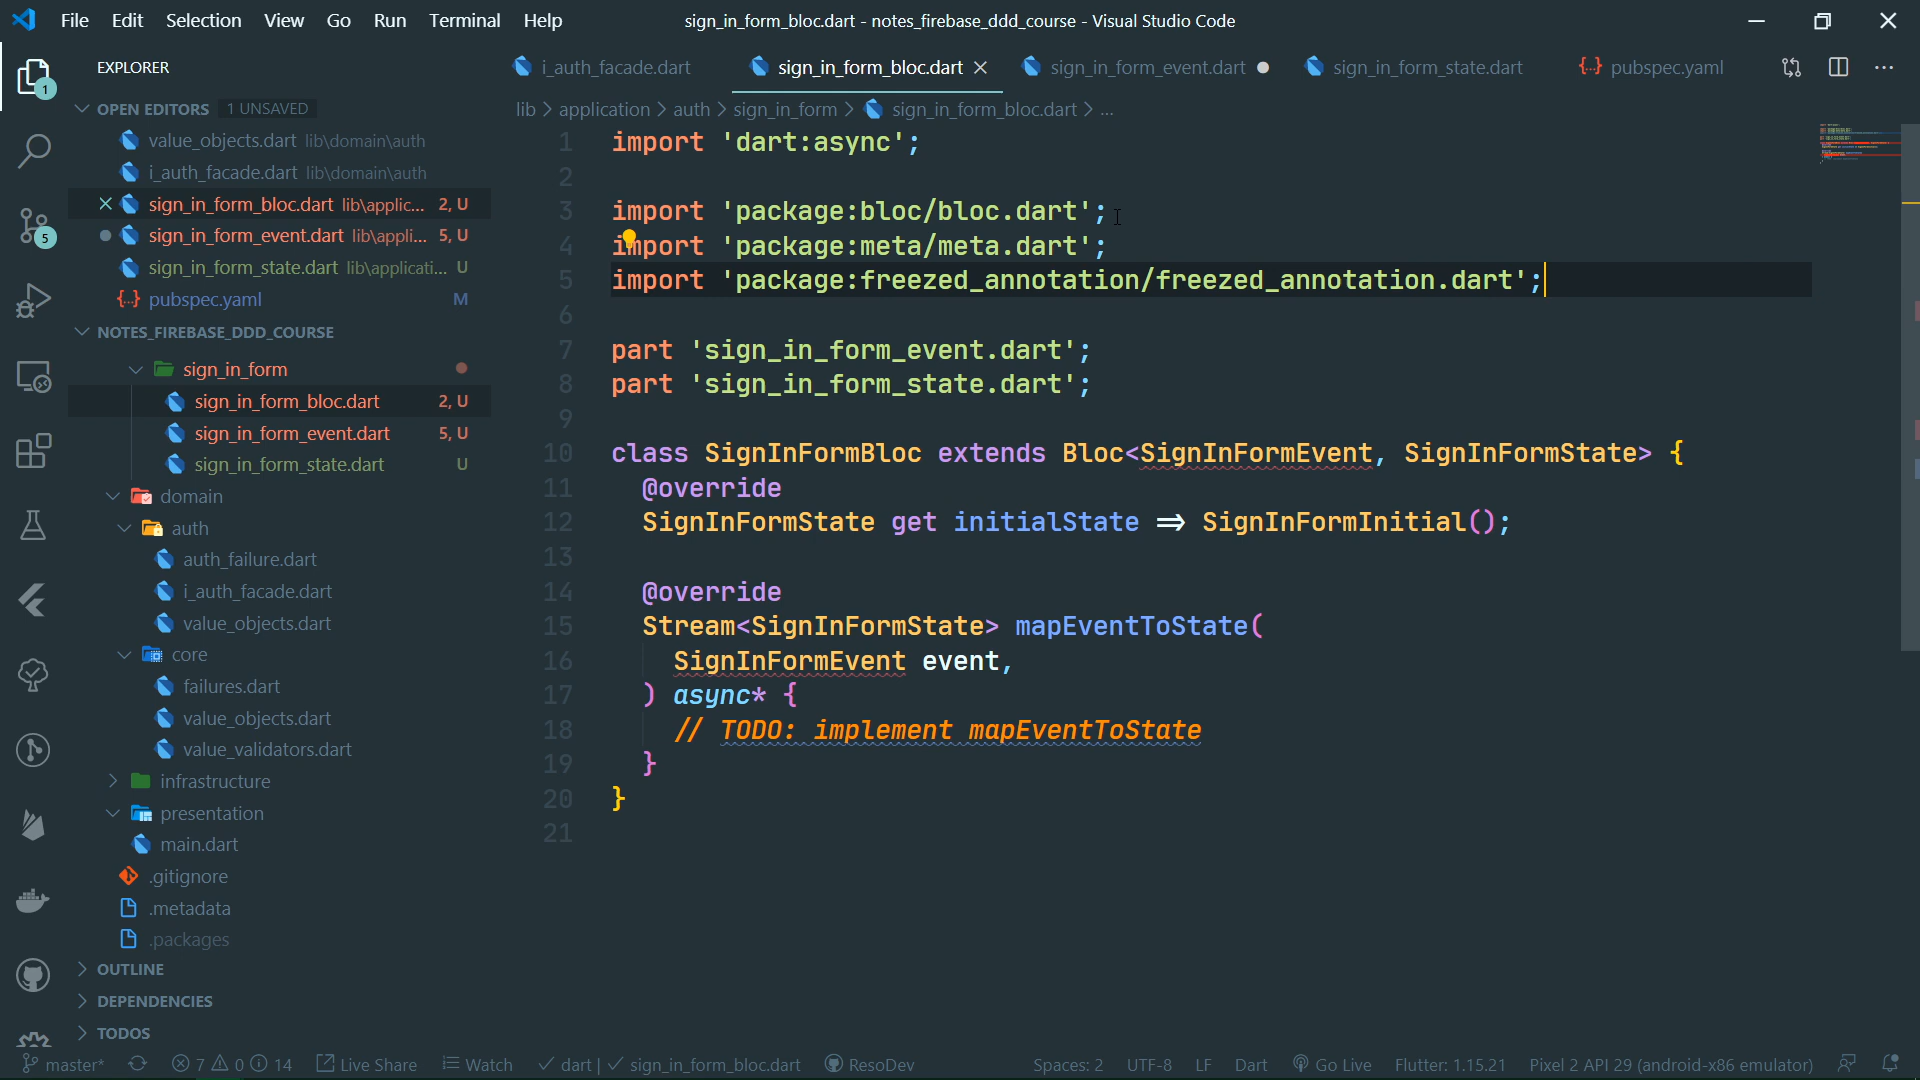 File Edit Selection View Go Run Terminal Help
sign_in_form_bloc.dart - notes_firebase_ddd_course - Visual Studio Code
EXPLORER
i_auth_facade.dart
sign_in_form_bloc.dart
sign_in_form_event.dart
sign_in_form_state.dart
{..} pubspec.yaml
1
OPEN EDITORS 1 UNSAVED
value_objects.dart lib\domain\auth
i_auth_facade.dart lib\domain\auth
sign_in_form_bloc.dart lib\applic... 2, U
sign_in_form_event.dart lib\appli... 5, U
sign_in_form_state.dart lib\applicati... U
{..} pubspec.yaml M
5
NOTES_FIREBASE_DDD_COURSE
sign_in_form
sign_in_form_bloc.dart 2, U
sign_in_form_event.dart 5, U
sign_in_form_state.dart U
domain
auth
auth_failure.dart
i_auth_facade.dart
value_objects.dart
core
failures.dart
value_objects.dart
value_validators.dart
infrastructure
presentation
main.dart
.gitignore
.metadata
.packages
OUTLINE
DEPENDENCIES
TODOS
lib > application > auth > sign_in_form > sign_in_form_bloc.dart > ...
1 import 'dart:async';
2
3 import 'package:bloc/bloc.dart';
4 import 'package:meta/meta.dart';
5 import 'package:freezed_annotation/freezed_annotation.dart';
6
7 part 'sign_in_form_event.dart';
8 part 'sign_in_form_state.dart';
9
10 class SignInFormBloc extends Bloc<SignInFormEvent, SignInFormState> {
11 @override
12 SignInFormState get initialState => SignInFormInitial();
13
14 @override
15 Stream<SignInFormState> mapEventToState(
16 SignInFormEvent event,
17 ) async* {
18 // TODO: implement mapEventToState
19 }
20 }
21
master* 7 0 14 Live Share Watch dart | sign_in_form_bloc.dart ResoDev Spaces: 2 UTF-8 LF Dart Go Live Flutter: 1.15.21 Pixel 2 API 29 (android-x86 emulator)